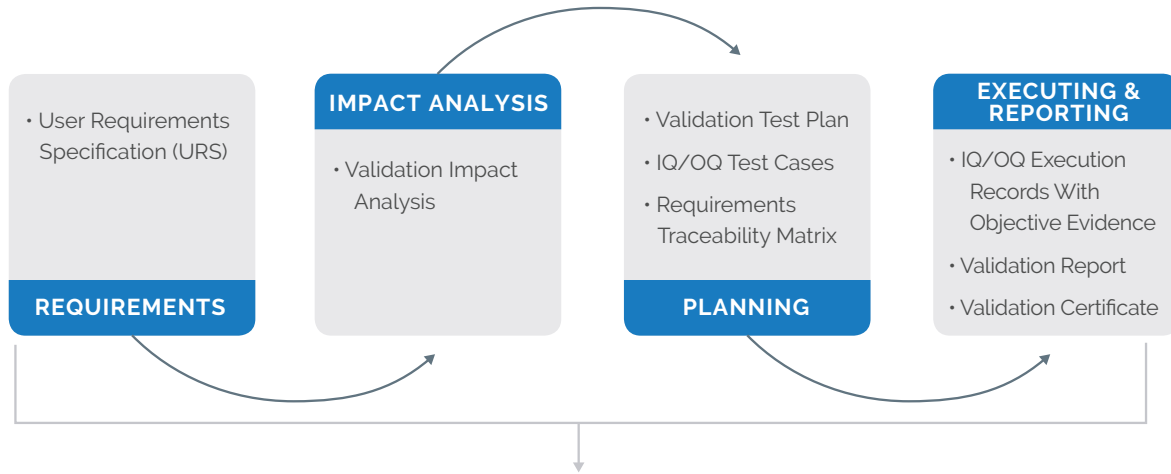 • User Requirements
Specification (URS)
REQUIREMENTS
IMPACT ANALYSIS
• Validation Impact
Analysis
• Validation Test Plan
• IQ/OQ Test Cases
• Requirements
Traceability Matrix
PLANNING
EXECUTING &
REPORTING
• IQ/OQ Execution
Records With
Objective Evidence
• Validation Report
• Validation Certificate